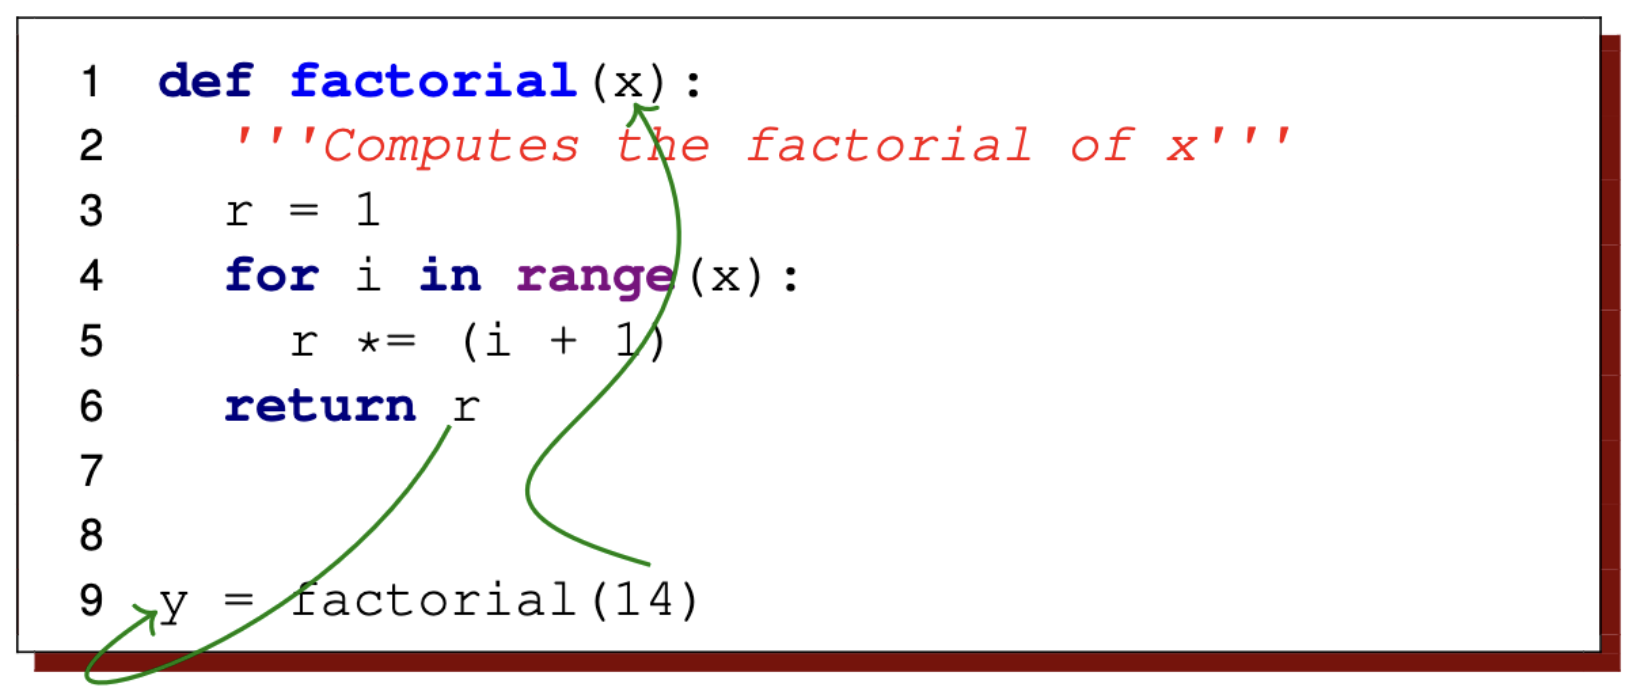 1 def factorial(x):
2 '''Computes the factorial of x'''
3 r = 1
4 for i in range(x):
5 r *= (i + 1)
6 return r
7
8
9 y = factorial(14)